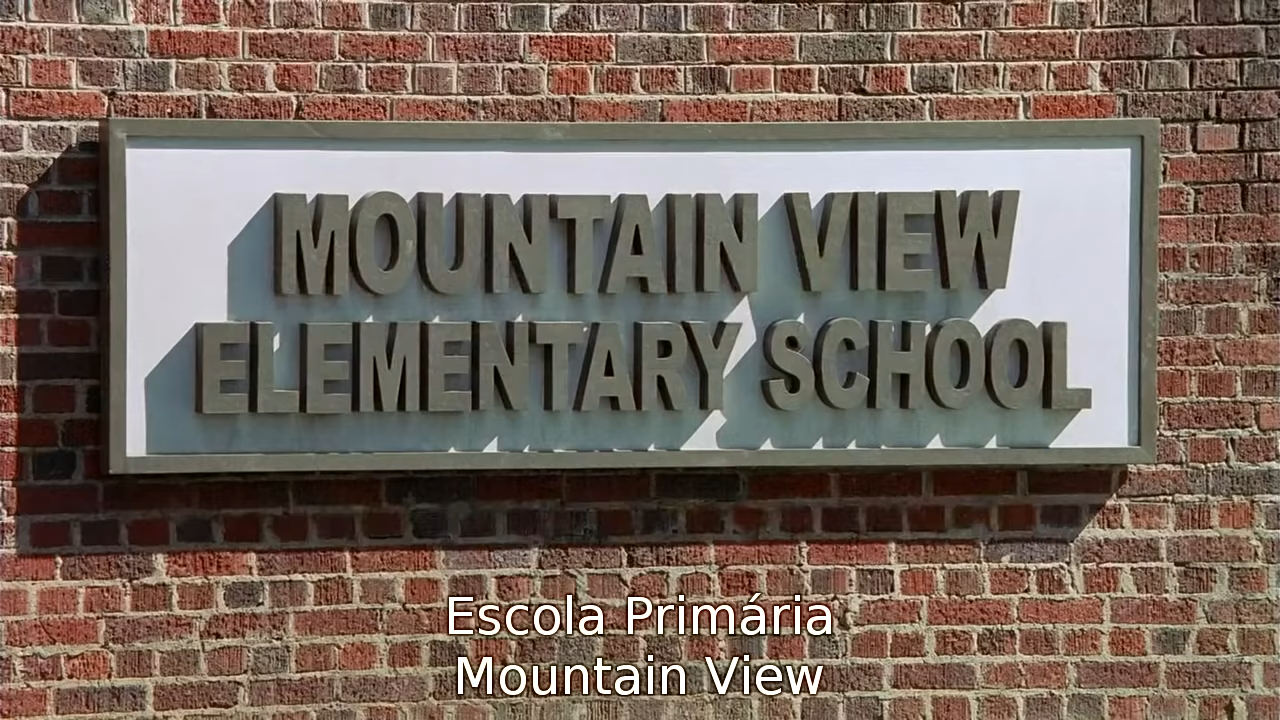 MOUNTAIN VIEW
ELEMENTARY SCHOOL
Escola Primária
Mountain View